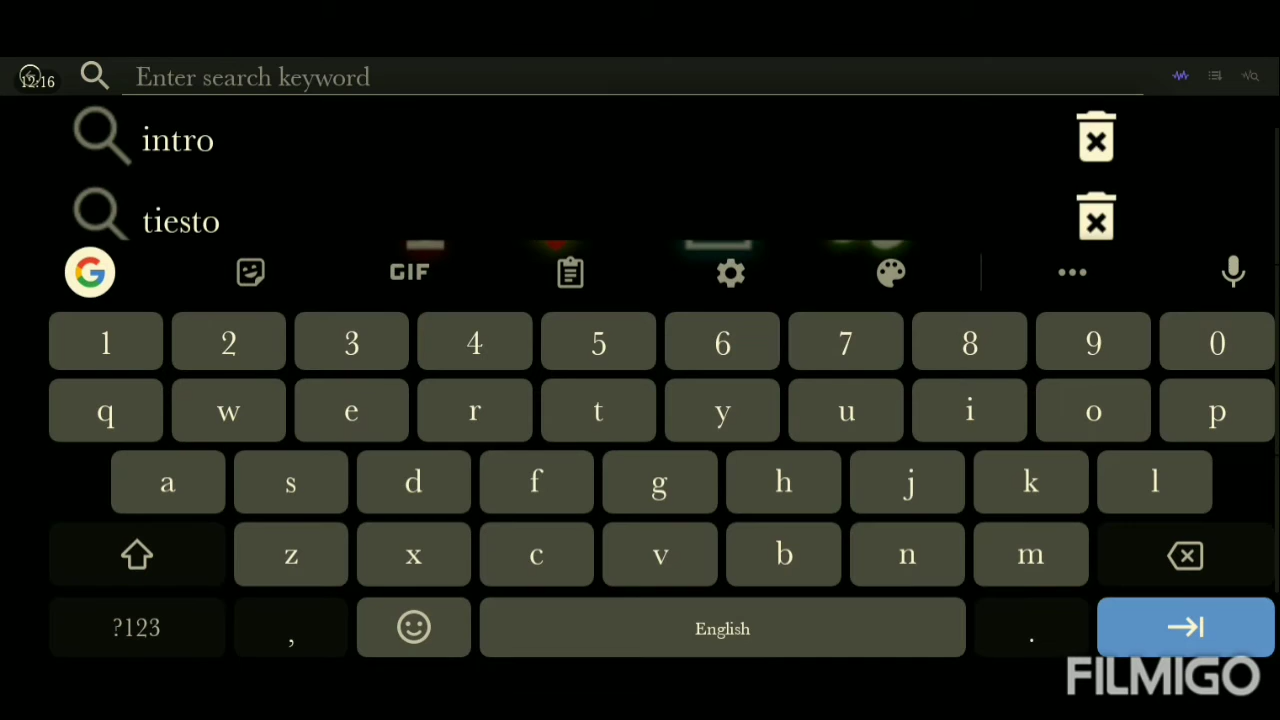 12:16
Enter search keyword
intro
tiesto
G
GIF
1 2 3 4 5 6 7 8 9 0
q w e r t y u i o p
a s d f g h j k l
z x c v b n m
?123 , English .
FILMIGO